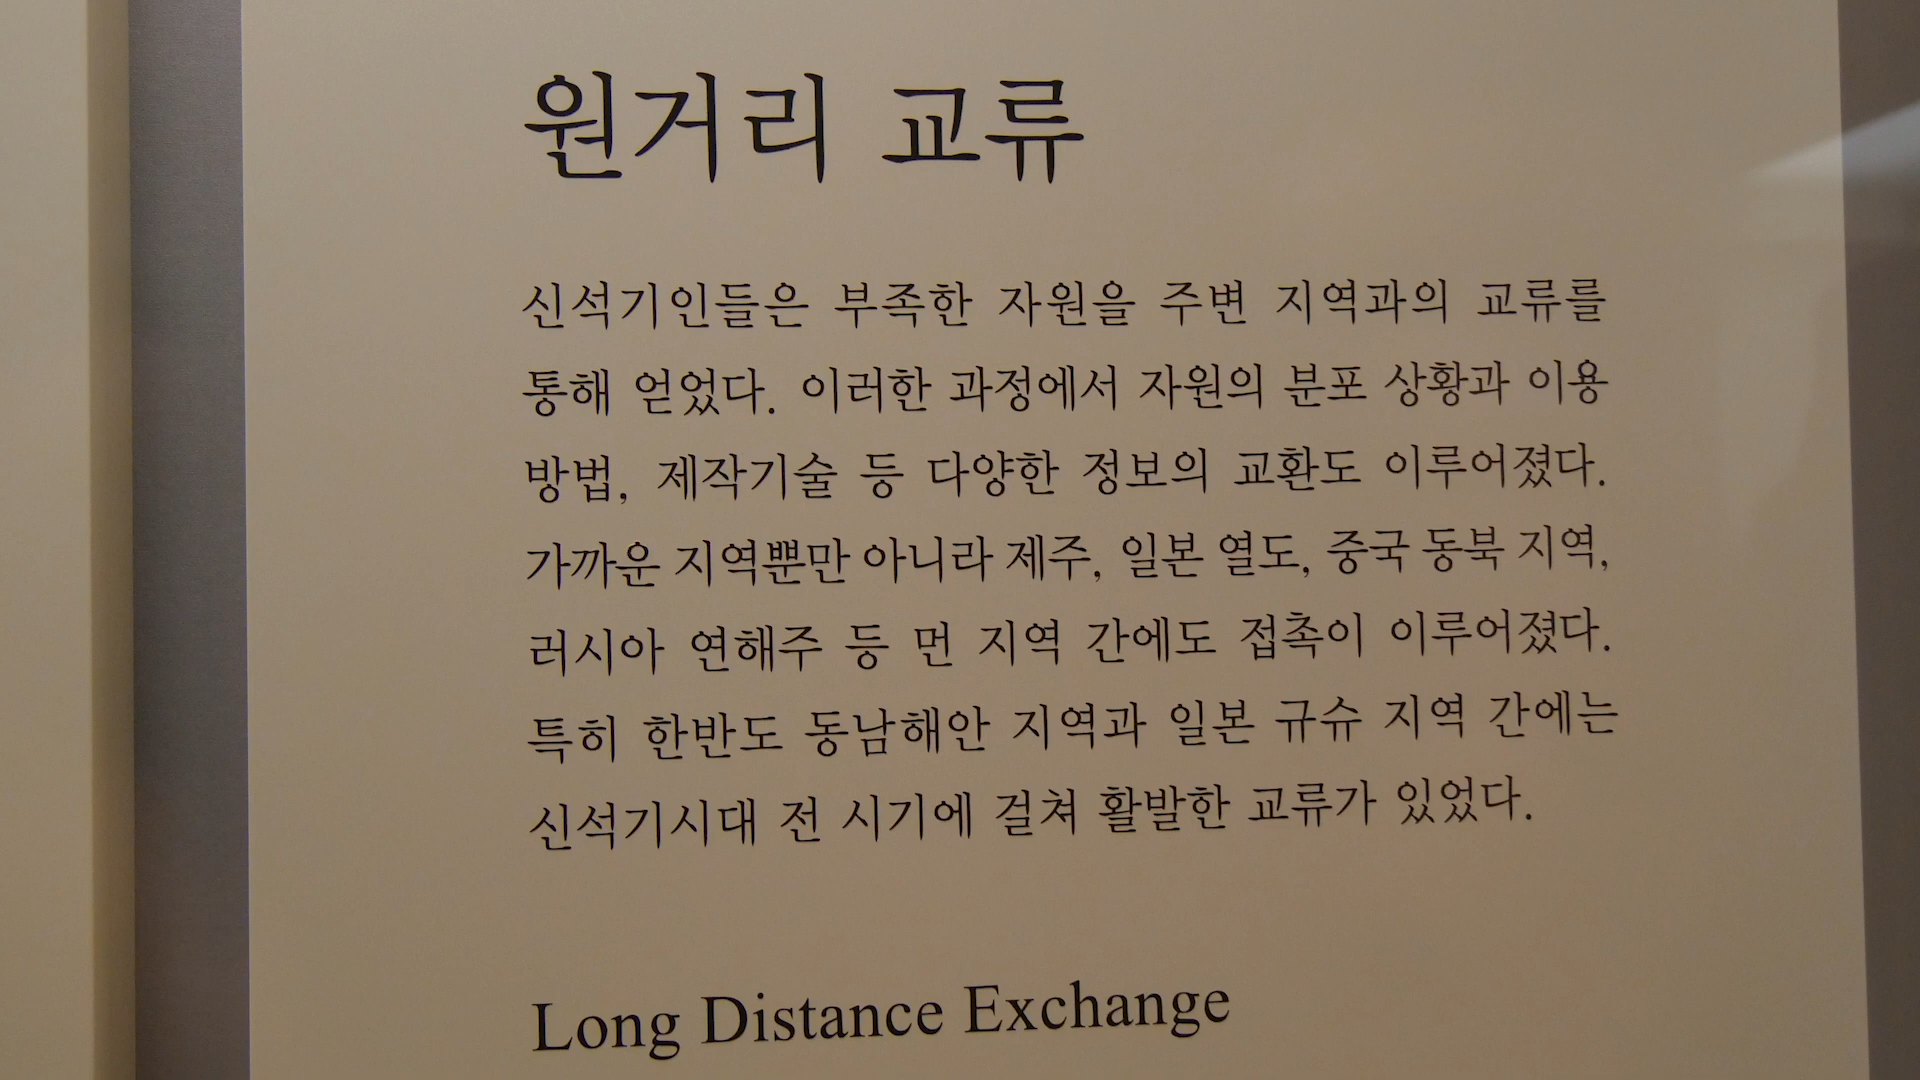 원거리 교류
신석기인들은 부족한 자원을 주변 지역과의 교류를
통해 얻었다. 이러한 과정에서 자원의 분포 상황과 이용
방법, 제작기술 등 다양한 정보의 교환도 이루어졌다.
가까운 지역뿐만 아니라 제주, 일본 열도, 중국 동북 지역,
러시아 연해주 등 먼 지역 간에도 접촉이 이루어졌다.
특히 한반도 동남해안 지역과 일본 규슈 지역 간에는
신석기시대 전 시기에 걸쳐 활발한 교류가 있었다.
Long Distance Exchange